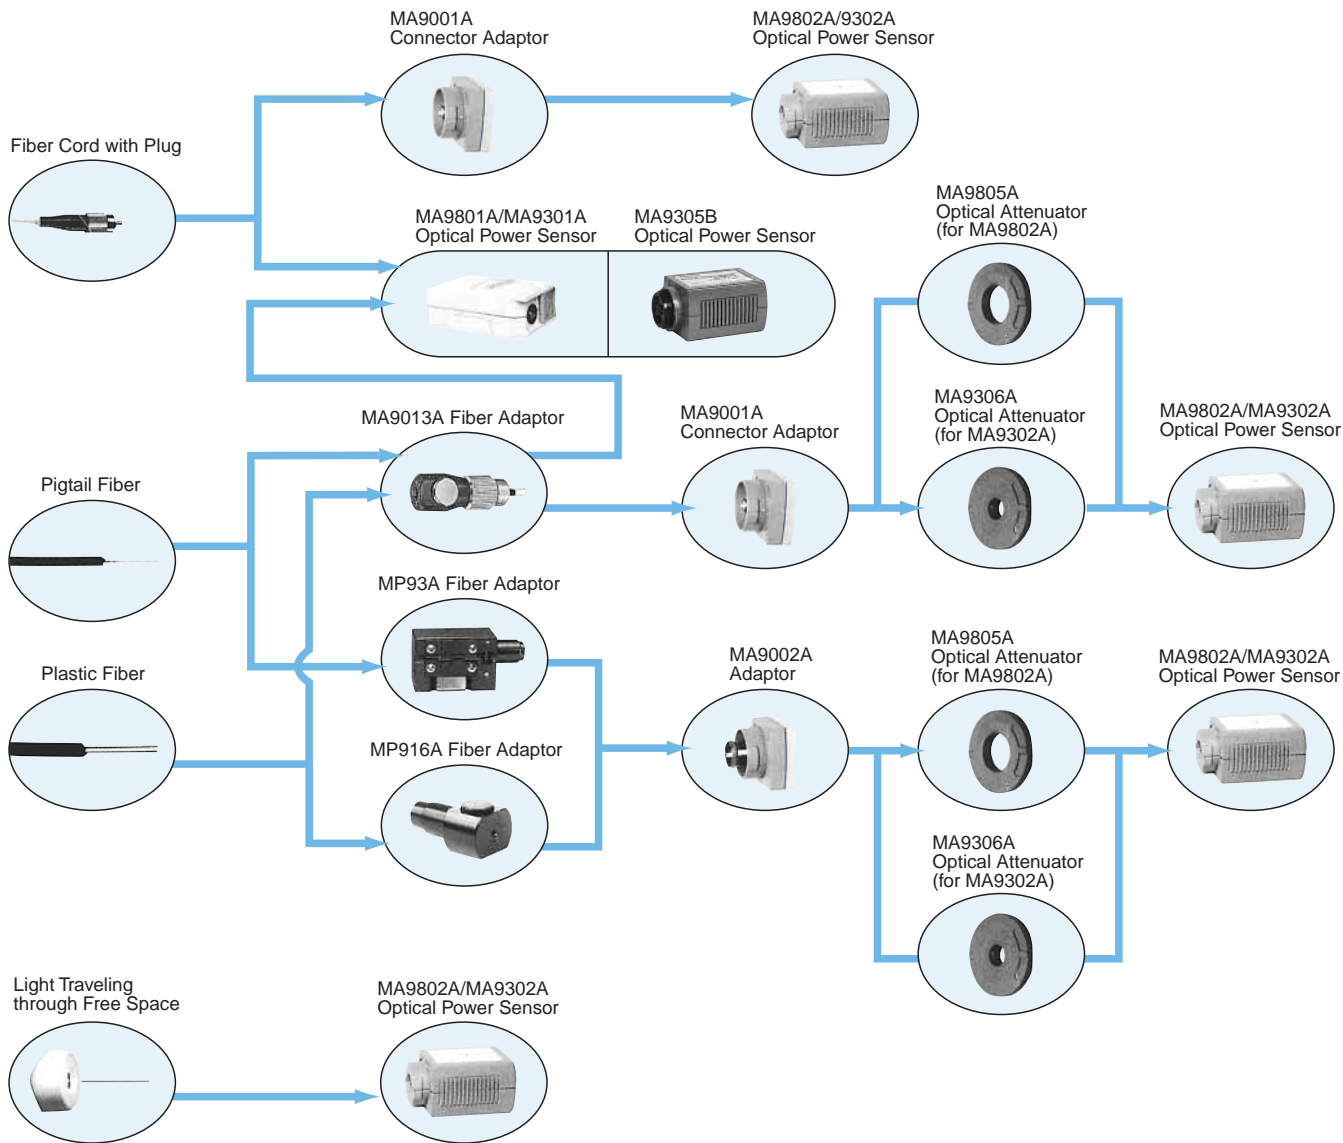 MA9001A
Connector Adaptor
MA9802A/9302A
Optical Power Sensor
Fiber Cord with Plug
MA9801A/MA9301A
Optical Power Sensor
MA9305B
Optical Power Sensor
MA9805A
Optical Attenuator
(for MA9802A)
MA9013A Fiber Adaptor
MA9001A
Connector Adaptor
MA9306A
Optical Attenuator
(for MA9302A)
MA9802A/MA9302A
Optical Power Sensor
Pigtail Fiber
MP93A Fiber Adaptor
Plastic Fiber
MP916A Fiber Adaptor
MA9002A
Adaptor
MA9805A
Optical Attenuator
(for MA9802A)
MA9802A/MA9302A
Optical Power Sensor
MA9306A
Optical Attenuator
(for MA9302A)
Light Traveling
through Free Space
MA9802A/MA9302A
Optical Power Sensor